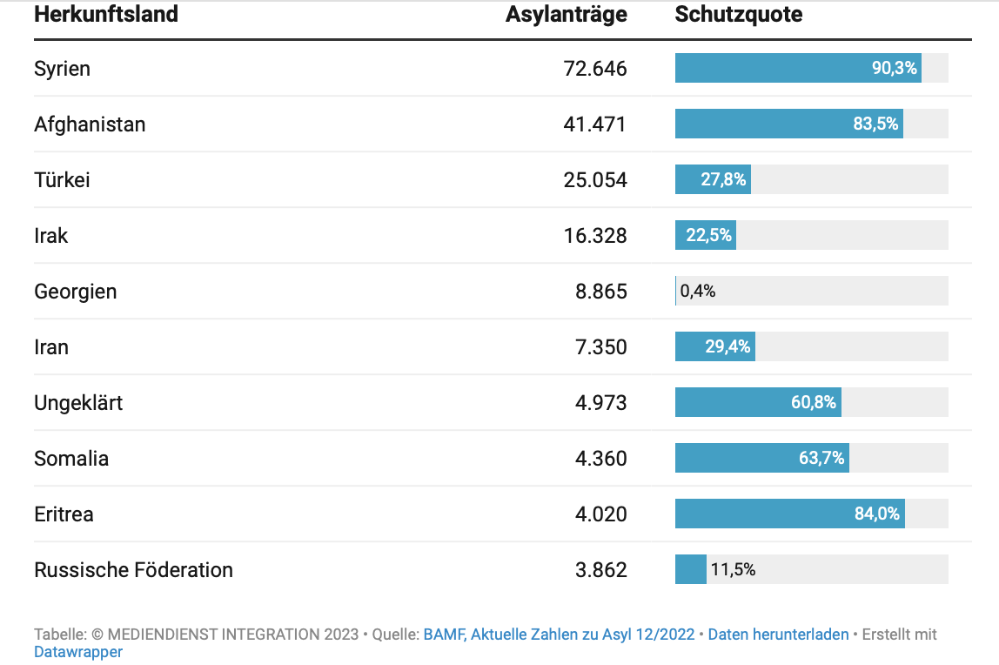 Herkunftsland Asylanträge Schutzquote
Syrien 72.646 90,3%
Afghanistan 41.471 83,5%
Türkei 25.054 27,8%
Irak 16.328 22,5%
Georgien 8.865 0,4%
Iran 7.350 29,4%
Ungeklärt 4.973 60,8%
Somalia 4.360 63,7%
Eritrea 4.020 84,0%
Russische Föderation 3.862 11,5%
Tabelle: © MEDIENDIENST INTEGRATION 2023 • Quelle: BAMF, Aktuelle Zahlen zu Asyl 12/2022 • Daten herunterladen • Erstellt mit
Datawrapper